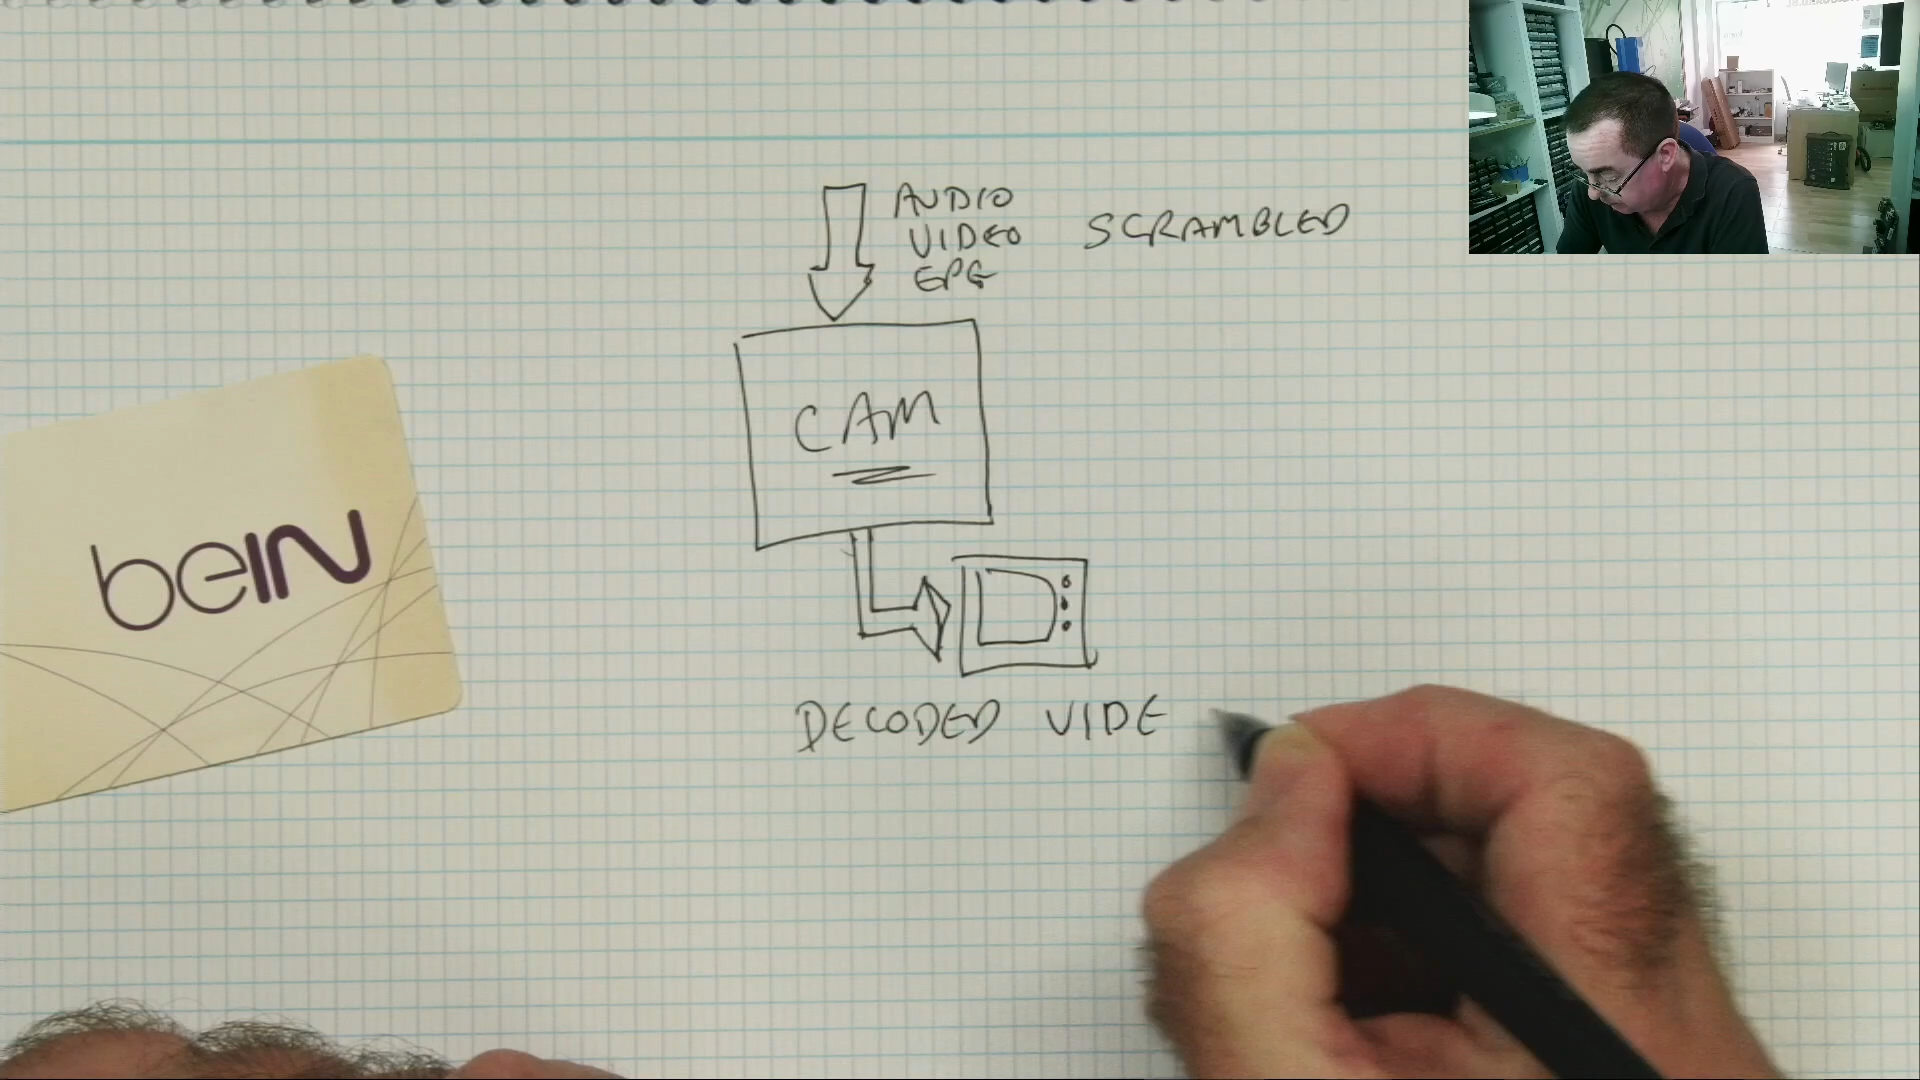 AUDIO
VIDEO SCRAMBLED
EPG
CAM
beIN
DECODED VIDE